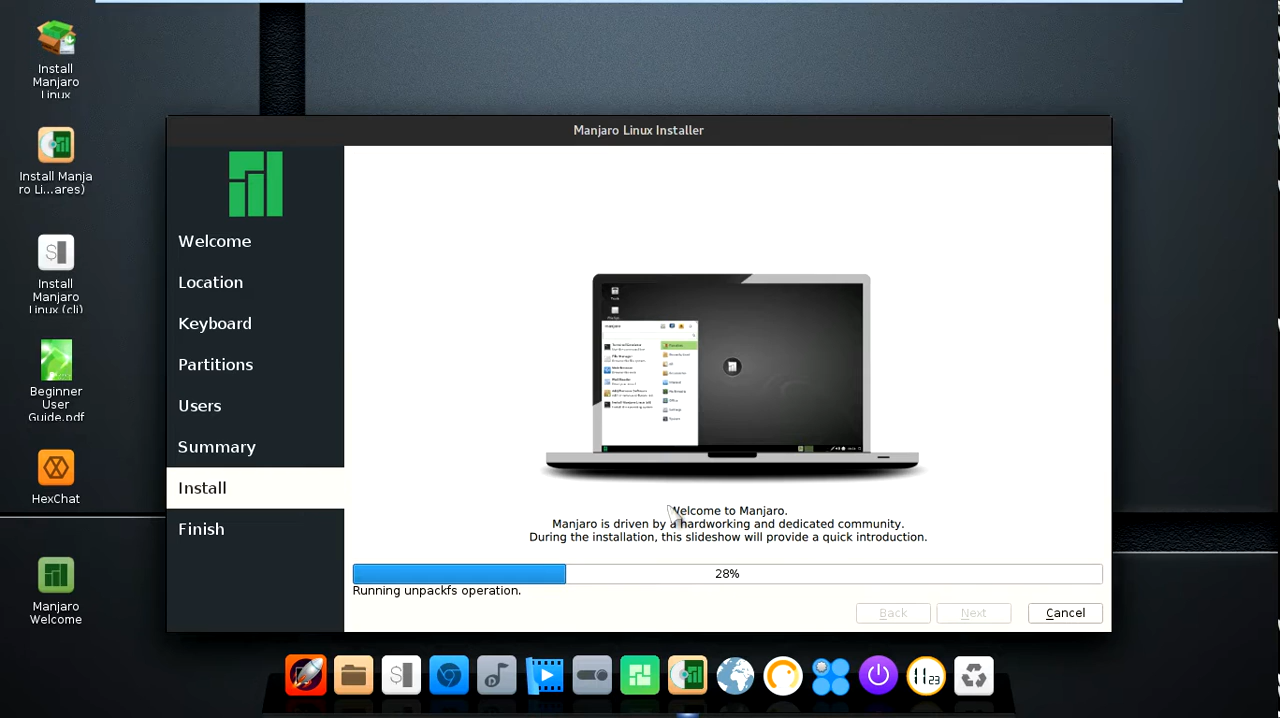 Install
Manjaro
Linux
Install Manja
ro Li...ares)
Install
Manjaro
Linux (cli)
Beginner
User
Guide.pdf
HexChat
Manjaro
Welcome
Manjaro Linux Installer
Welcome
Location
Keyboard
Partitions
Users
Summary
Install
Finish
manjaro
Welcome to Manjaro.
Manjaro is driven by a hardworking and dedicated community.
During the installation, this slideshow will provide a quick introduction.
28%
Running unpackfs operation.
Back
Next
Cancel
11 23